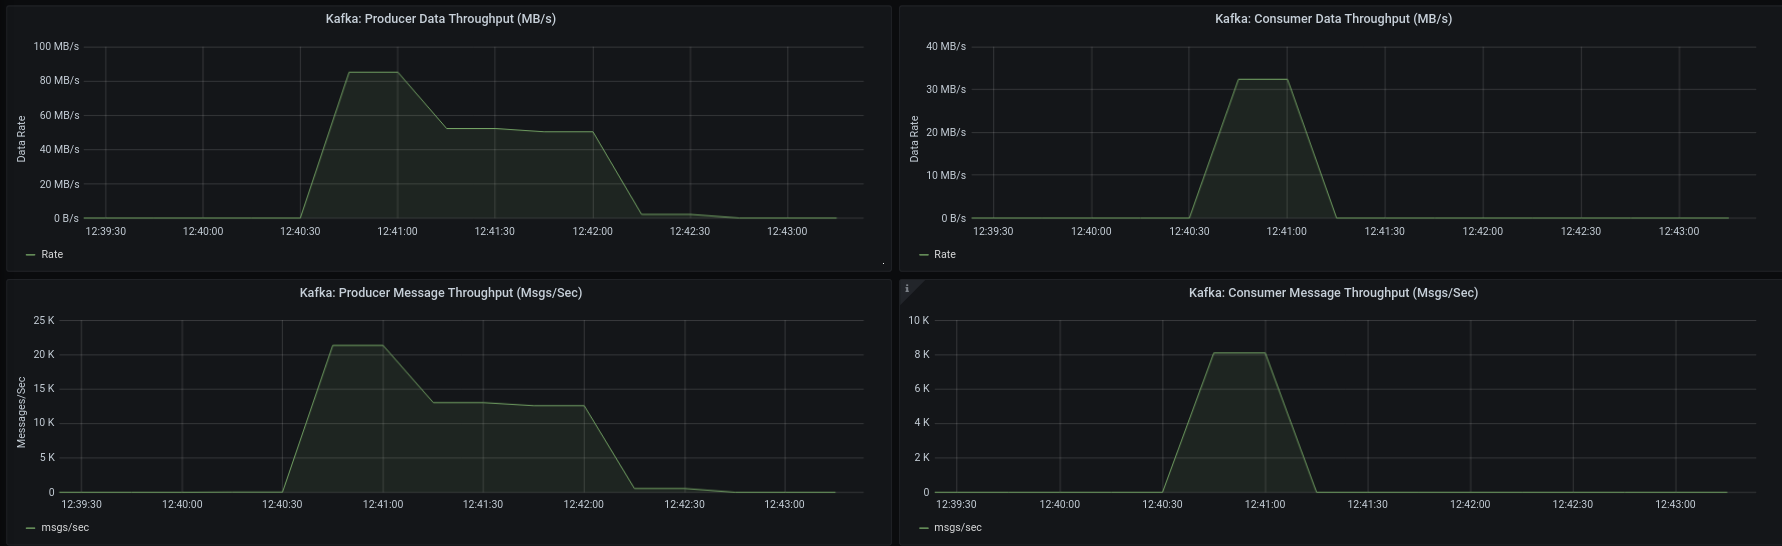 Kafka: Producer Data Throughput (MB/s)
100 MB/s
80 MB/s
60 MB/s
40 MB/s
20 MB/s
0 B/s
Data Rate
12:39:30 12:40:00 12:40:30 12:41:00 12:41:30 12:42:00 12:42:30 12:43:00
Rate
Kafka: Consumer Data Throughput (MB/s)
40 MB/s
30 MB/s
20 MB/s
10 MB/s
0 B/s
Data Rate
12:39:30 12:40:00 12:40:30 12:41:00 12:41:30 12:42:00 12:42:30 12:43:00
Rate
Kafka: Producer Message Throughput (Msgs/Sec)
25 K
20 K
15 K
10 K
5 K
0
Messages/Sec
12:39:30 12:40:00 12:40:30 12:41:00 12:41:30 12:42:00 12:42:30 12:43:00
msgs/sec
i
Kafka: Consumer Message Throughput (Msgs/Sec)
10 K
8 K
6 K
4 K
2 K
0
12:39:30 12:40:00 12:40:30 12:41:00 12:41:30 12:42:00 12:42:30 12:43:00
msgs/sec